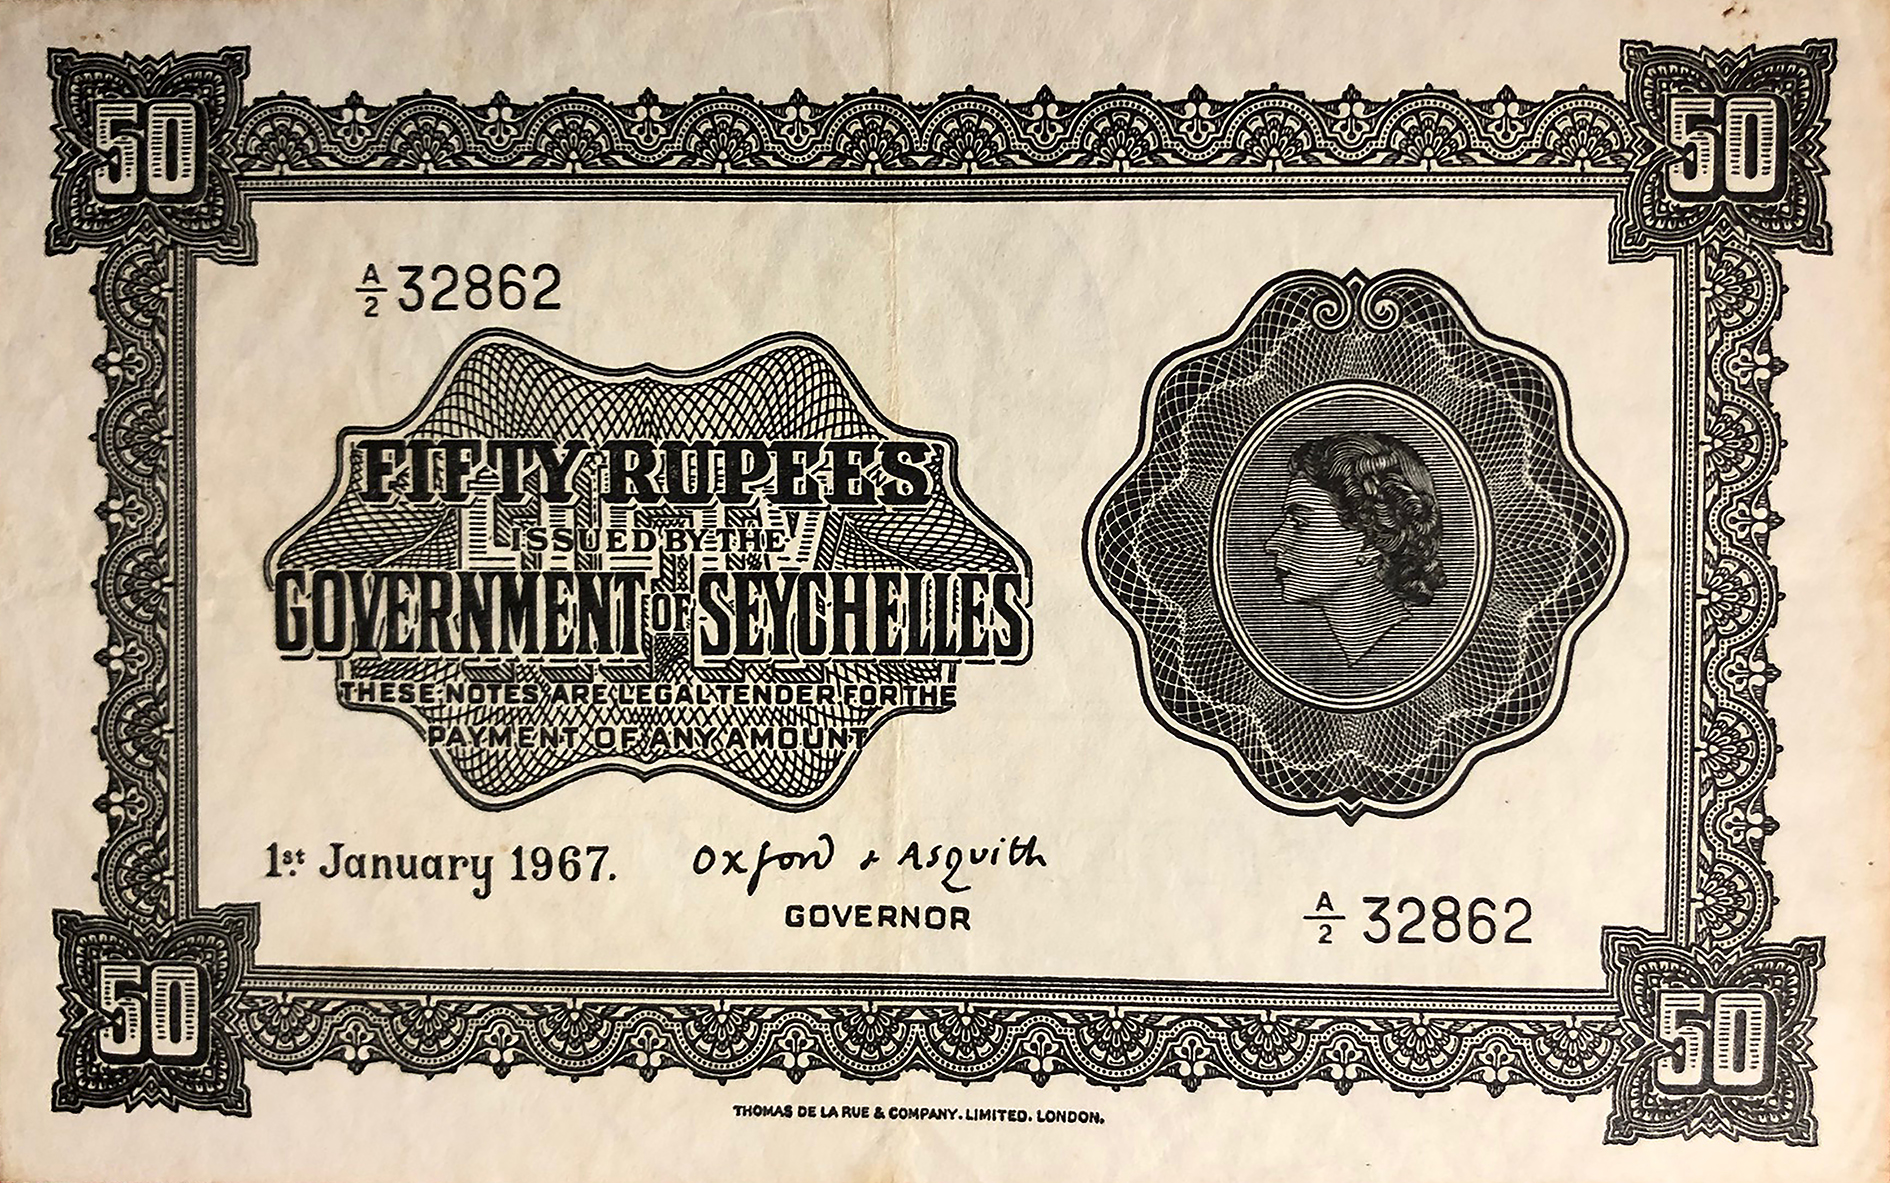 50 50
A/2 32862
FIFTY RUPEES
ISSUED BY THE
GOVERNMENT OF SEYCHELLES
THESE NOTES ARE LEGAL TENDER FOR THE
PAYMENT OF ANY AMOUNT
1st. January 1967. Oxford & Asquith
GOVERNOR
A/2 32862
50 50
THOMAS DE LA RUE & COMPANY. LIMITED. LONDON.